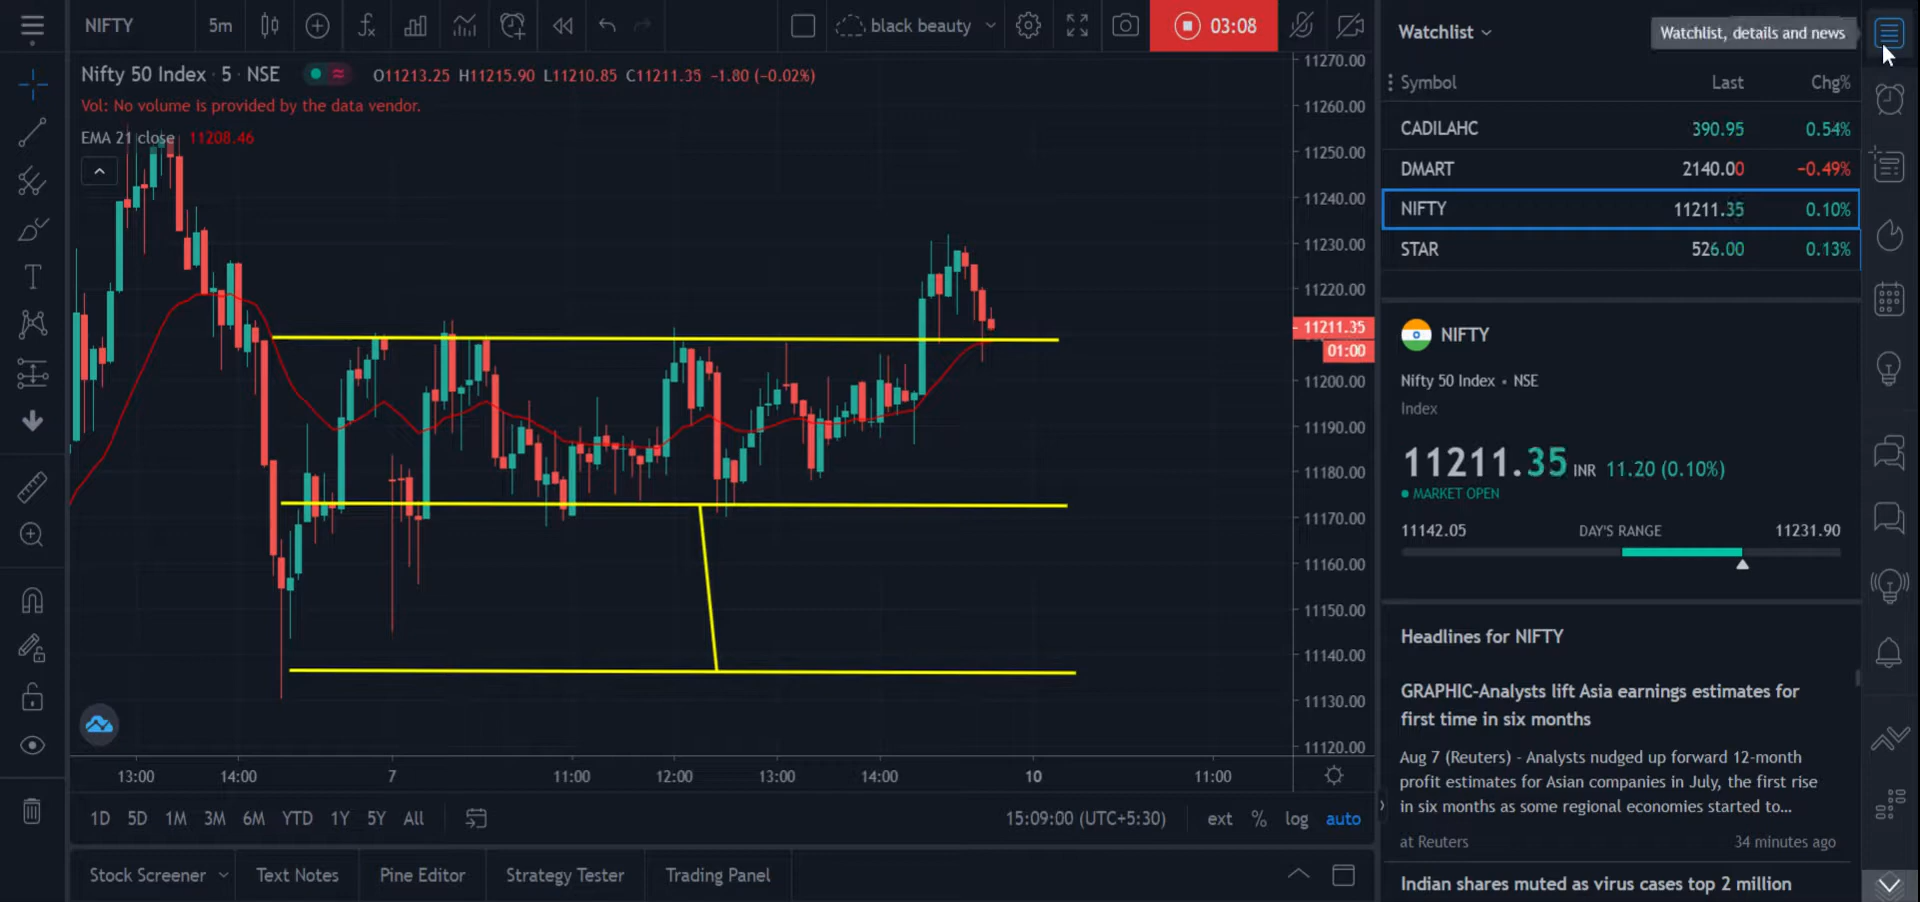 NIFTY 5m black beauty 03:08
Nifty 50 Index · 5 · NSE O11213.25 H11215.90 L11210.85 C11211.35 −1.80 (−0.02%)
Vol: No volume is provided by the data vendor.
EMA 21 close 11208.46
11270.00
11260.00
11250.00
11240.00
11230.00
11220.00
11211.35
01:00
11200.00
11190.00
11180.00
11170.00
11160.00
11150.00
11140.00
11130.00
11120.00
13:00 14:00 7 11:00 12:00 13:00 14:00 10 11:00
1D 5D 1M 3M 6M YTD 1Y 5Y All 15:09:00 (UTC+5:30) ext % log auto
Stock Screener Text Notes Pine Editor Strategy Tester Trading Panel
Watchlist Watchlist, details and news
Symbol Last Chg%
CADILAHC 390.95 0.54%
DMART 2140.00 −0.49%
NIFTY 11211.35 0.10%
STAR 526.00 0.13%
NIFTY
Nifty 50 Index • NSE
Index
11211.35 INR 11.20 (0.10%)
MARKET OPEN
11142.05 DAY'S RANGE 11231.90
Headlines for NIFTY
GRAPHIC-Analysts lift Asia earnings estimates for
first time in six months
Aug 7 (Reuters) - Analysts nudged up forward 12-month
profit estimates for Asian companies in July, the first rise
in six months as some regional economies started to...
at Reuters 34 minutes ago
Indian shares muted as virus cases top 2 million